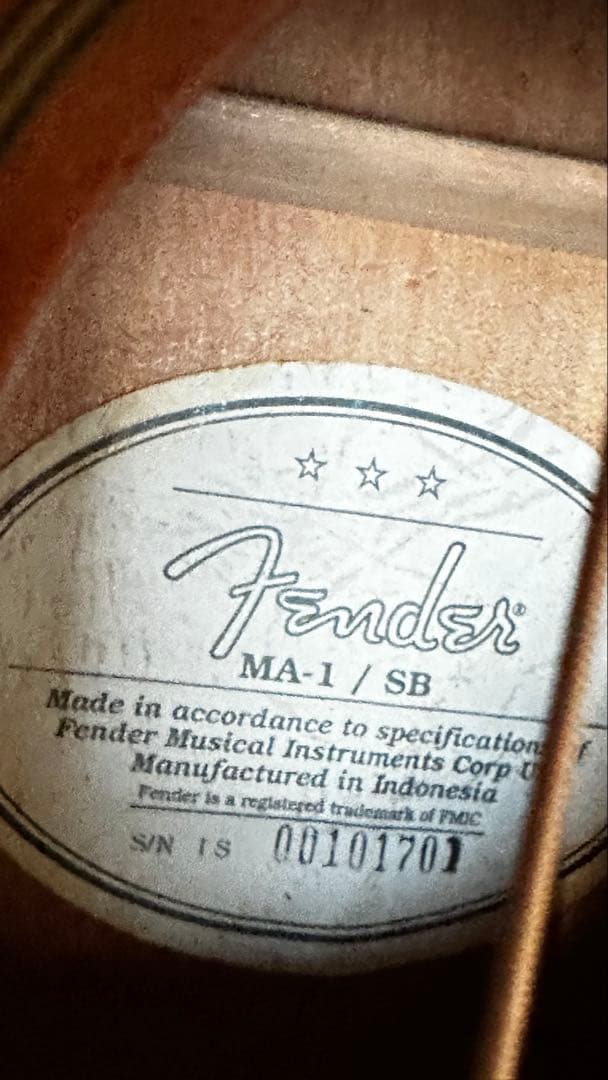 Fender®
MA-1 / SB
Made in accordance to specification
Fender Musical Instruments Corp U
Manufactured in Indonesia
Fender is a registered trademark of FMIC
S/N IS 00101701